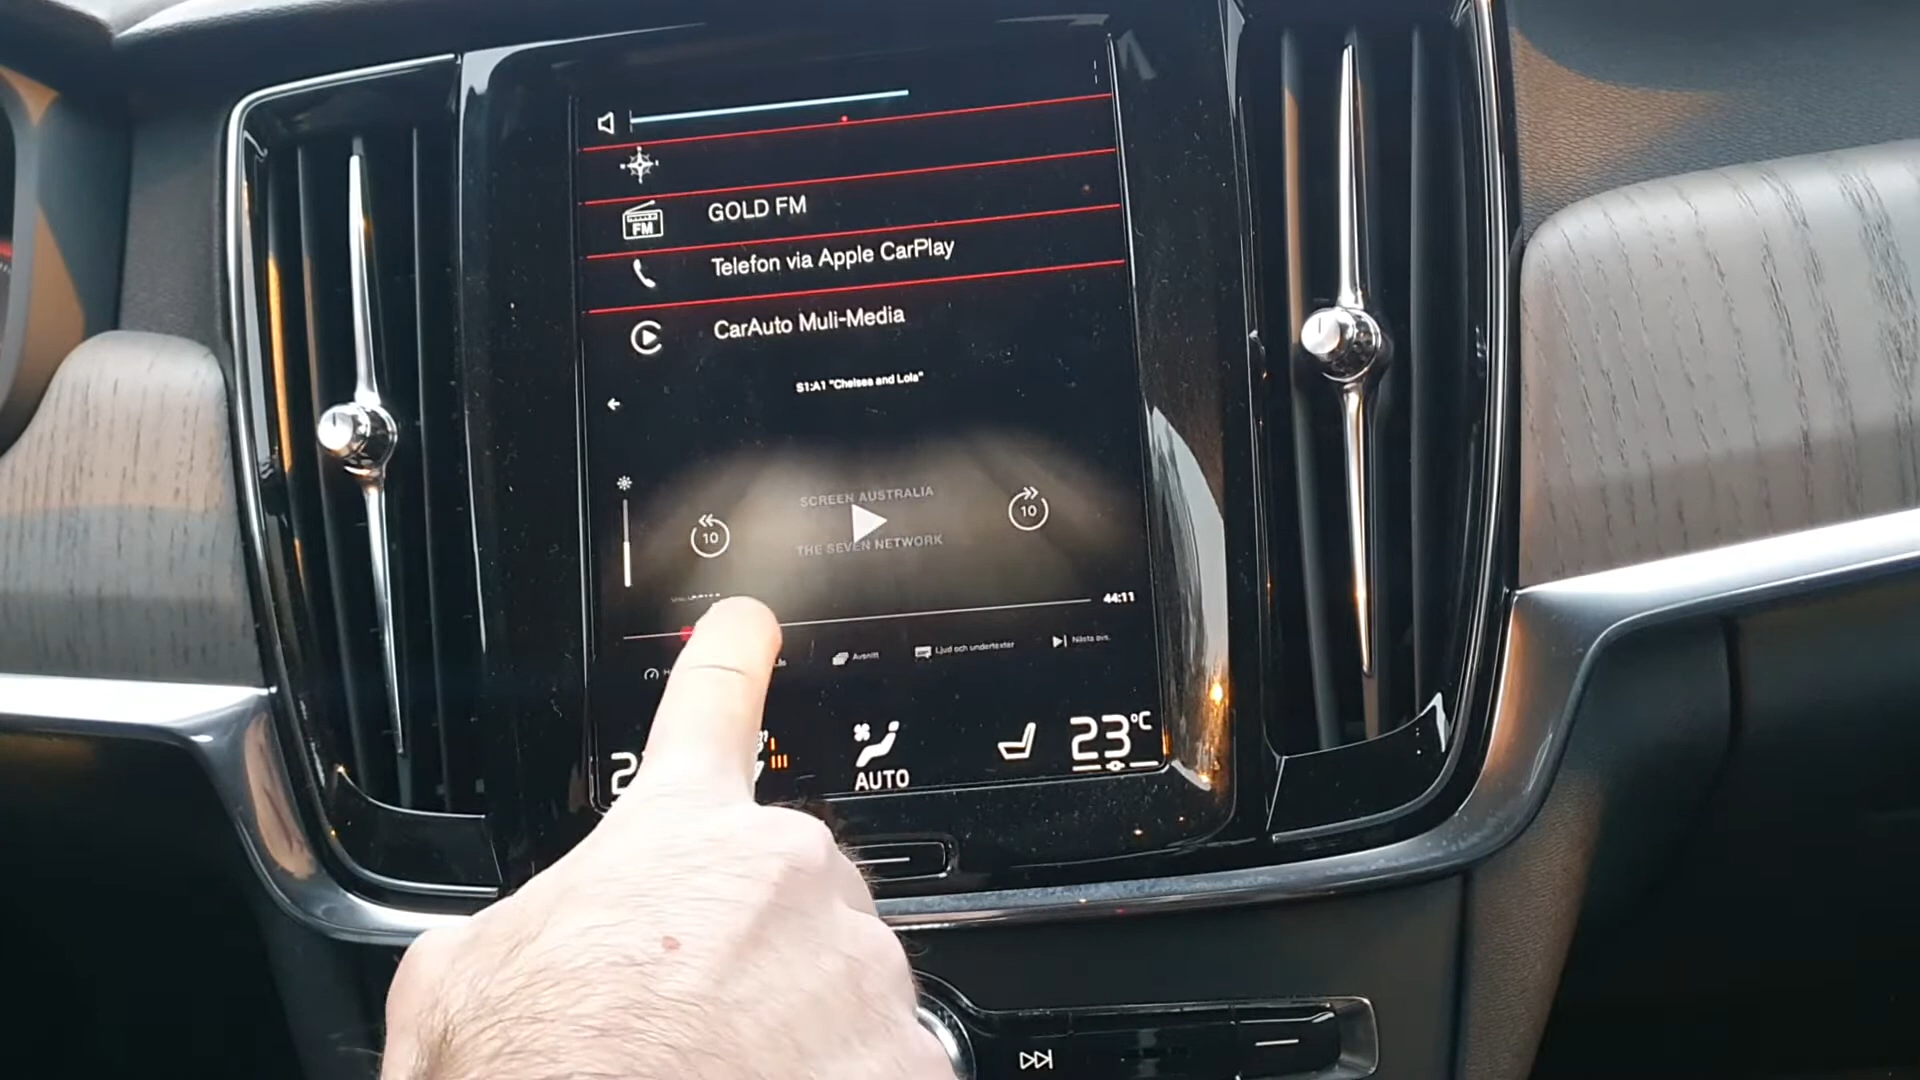 GOLD FM
FM
Telefon via Apple CarPlay
CarAuto Muli-Media
S1:A1 "Chelsea and Lola"
SCREEN AUSTRALIA
10
10
THE SEVEN NETWORK
44:11
Avsnitt
Ljud och undertexter
Nästa avs.
23°C
AUTO